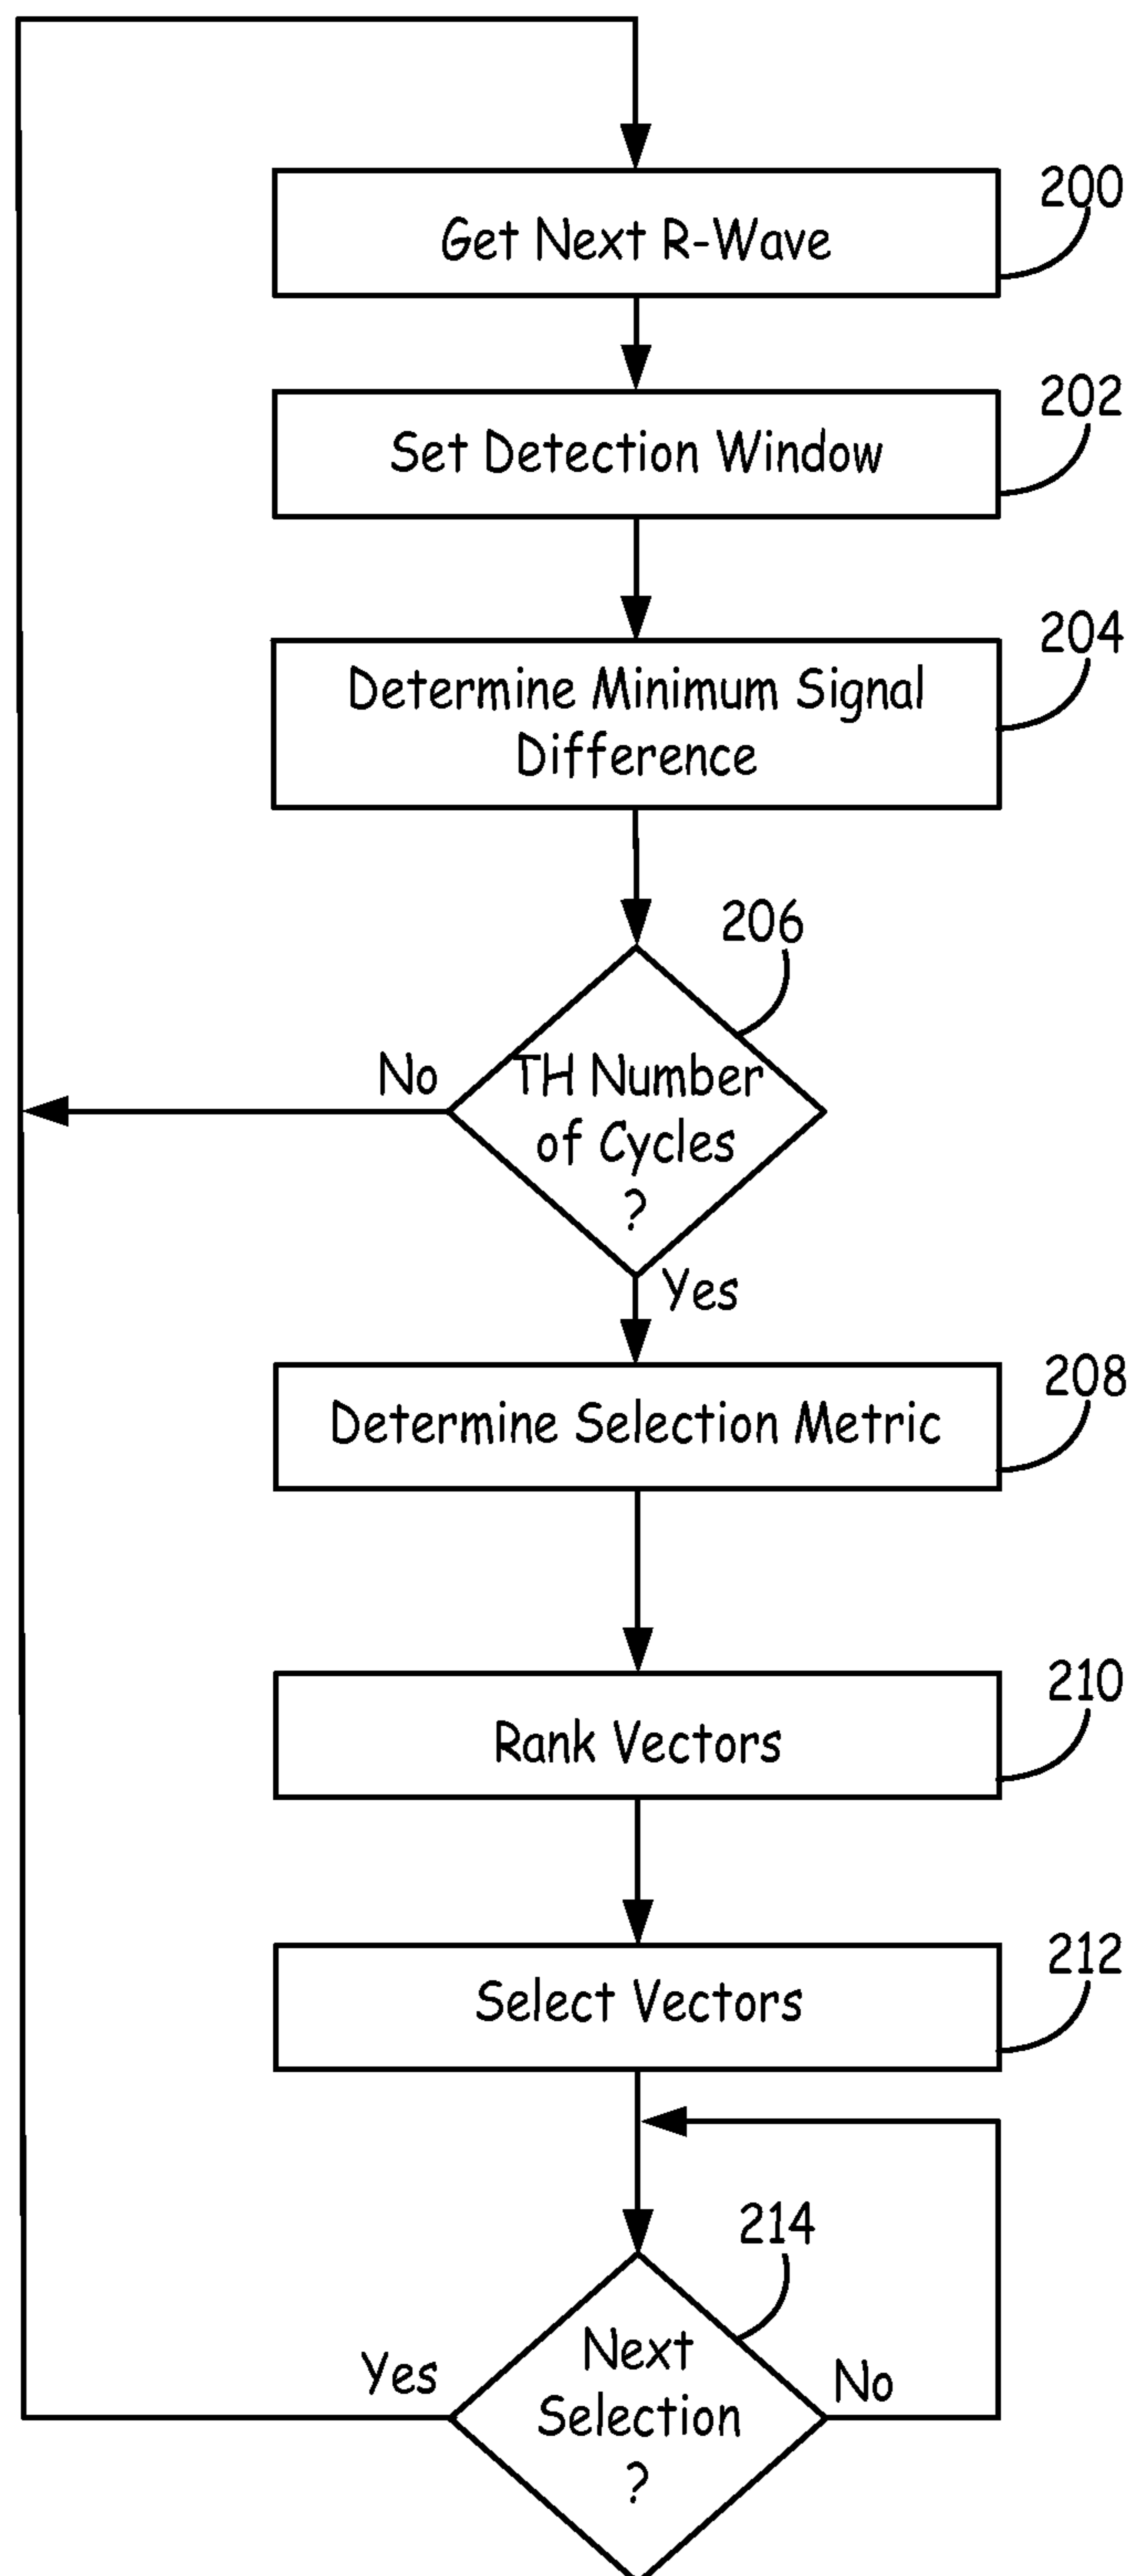 200
Get Next R-Wave
202
Set Detection Window
204
Determine Minimum Signal
Difference
206
No
TH Number
of Cycles
?
Yes
208
Determine Selection Metric
210
Rank Vectors
212
Select Vectors
214
Yes
Next
Selection
?
No